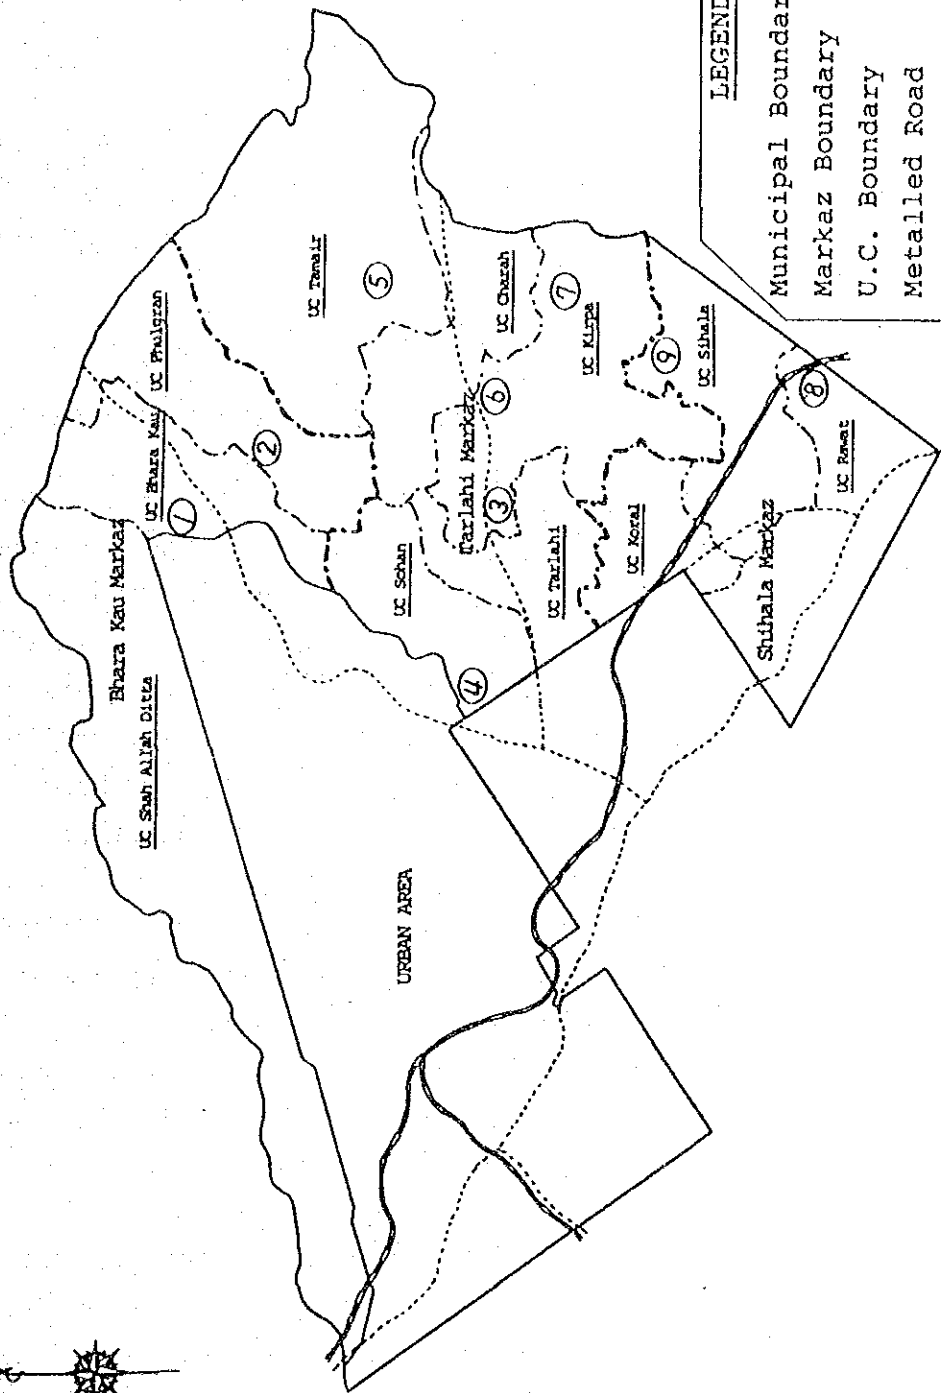 LEGEND
Municipal Boundar
Markaz Boundary
U.C. Boundary
Metalled Road
Bhara Kau Markaz
UC Shah Allah Ditta
UC Bhara Kau
UC Phulgran
1
2
UC Tamair
5
URBAN AREA
UC Sohan
4
Tarlahi Markaz
3
6
UC Charah
7
UC Kirpa
UC Tarlahi
UC Koral
9
UC Sihala
Shihala Markaz
8
UC Rawat